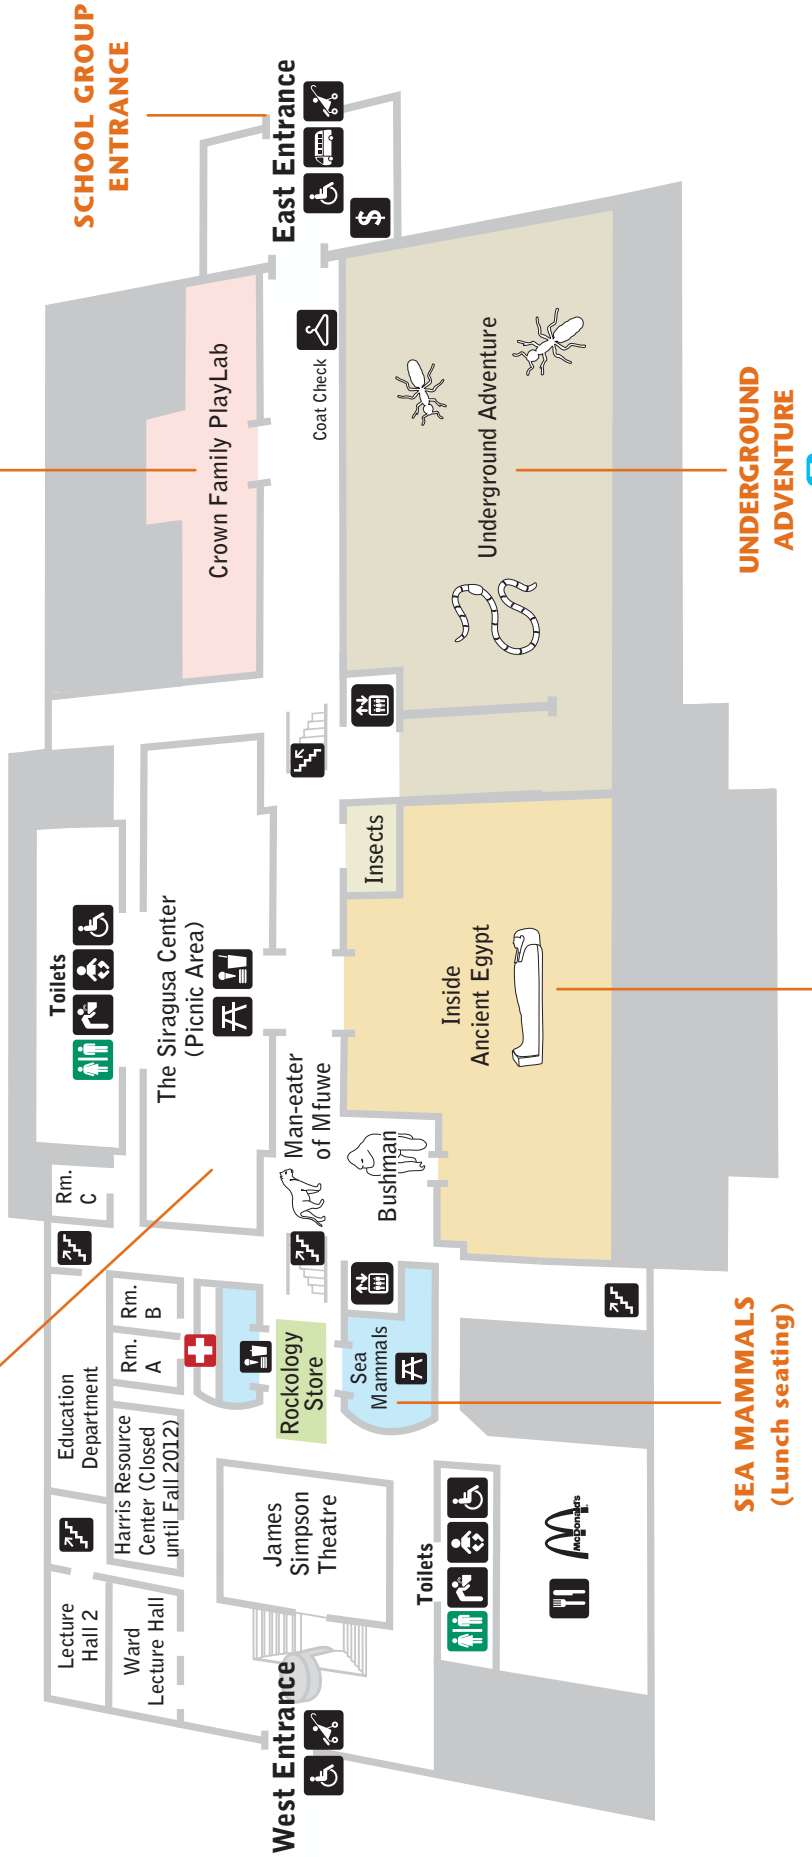 SCHOOL GROUP
ENTRANCE
East Entrance
$
Crown Family PlayLab
Coat Check
Underground Adventure
UNDERGROUND
ADVENTURE
Toilets
The Siragusa Center
(Picnic Area)
Insects
Inside
Ancient Egypt
Man-eater
of Mfuwe
Bushman
Rm.
C
Rm.
B
Rm.
A
Education
Department
Harris Resource
Center (Closed
until Fall 2012)
Rockology
Store
Sea
Mammals
SEA MAMMALS
(Lunch seating)
Lecture
Hall 2
Ward
Lecture Hall
James
Simpson
Theatre
Toilets
McDonald's
West Entrance